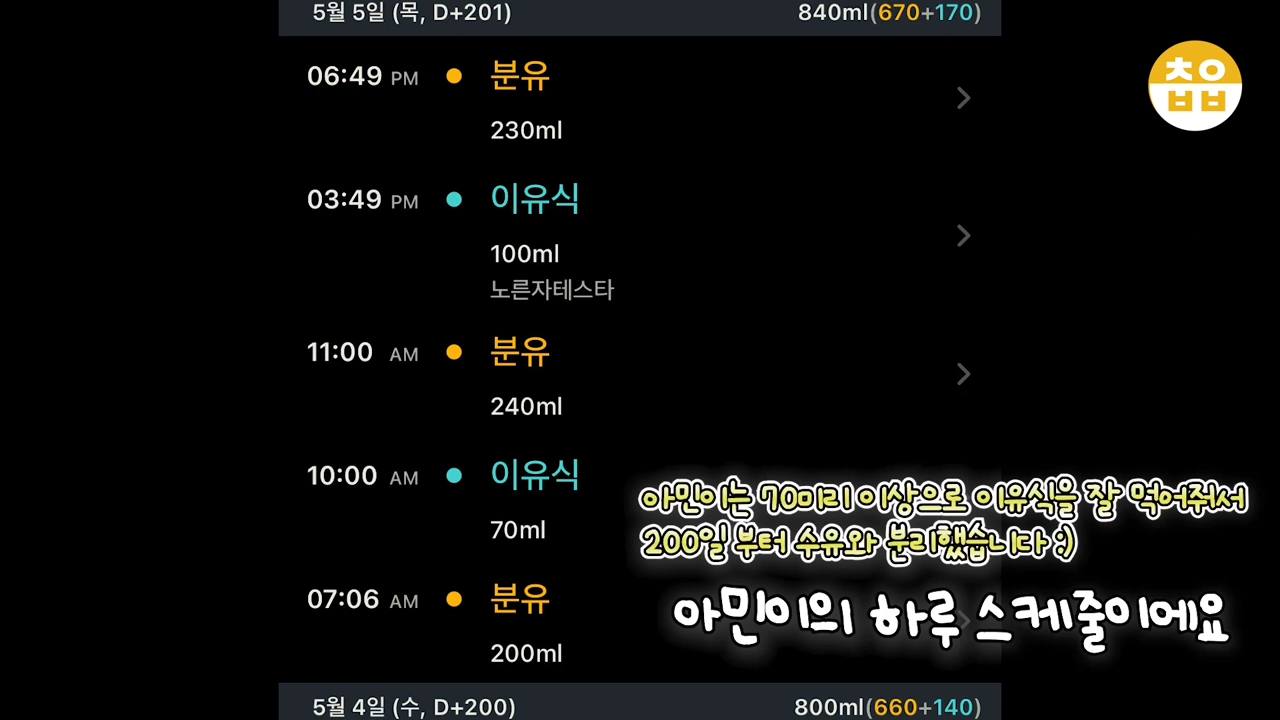 5월 5일 (목, D+201) 840ml(670+170)
첩읍
06:49 PM 분유
230ml
03:49 PM 이유식
100ml
노른자테스타
11:00 AM 분유
240ml
10:00 AM 이유식
70ml
아민이는 70미리 이상으로 이유식을 잘 먹어줘서
200일 부터 수유와 분리했습니다 :)
07:06 AM 분유
아민이의 하루 스케줄이에요
200ml
5월 4일 (수, D+200) 800ml(660+140)